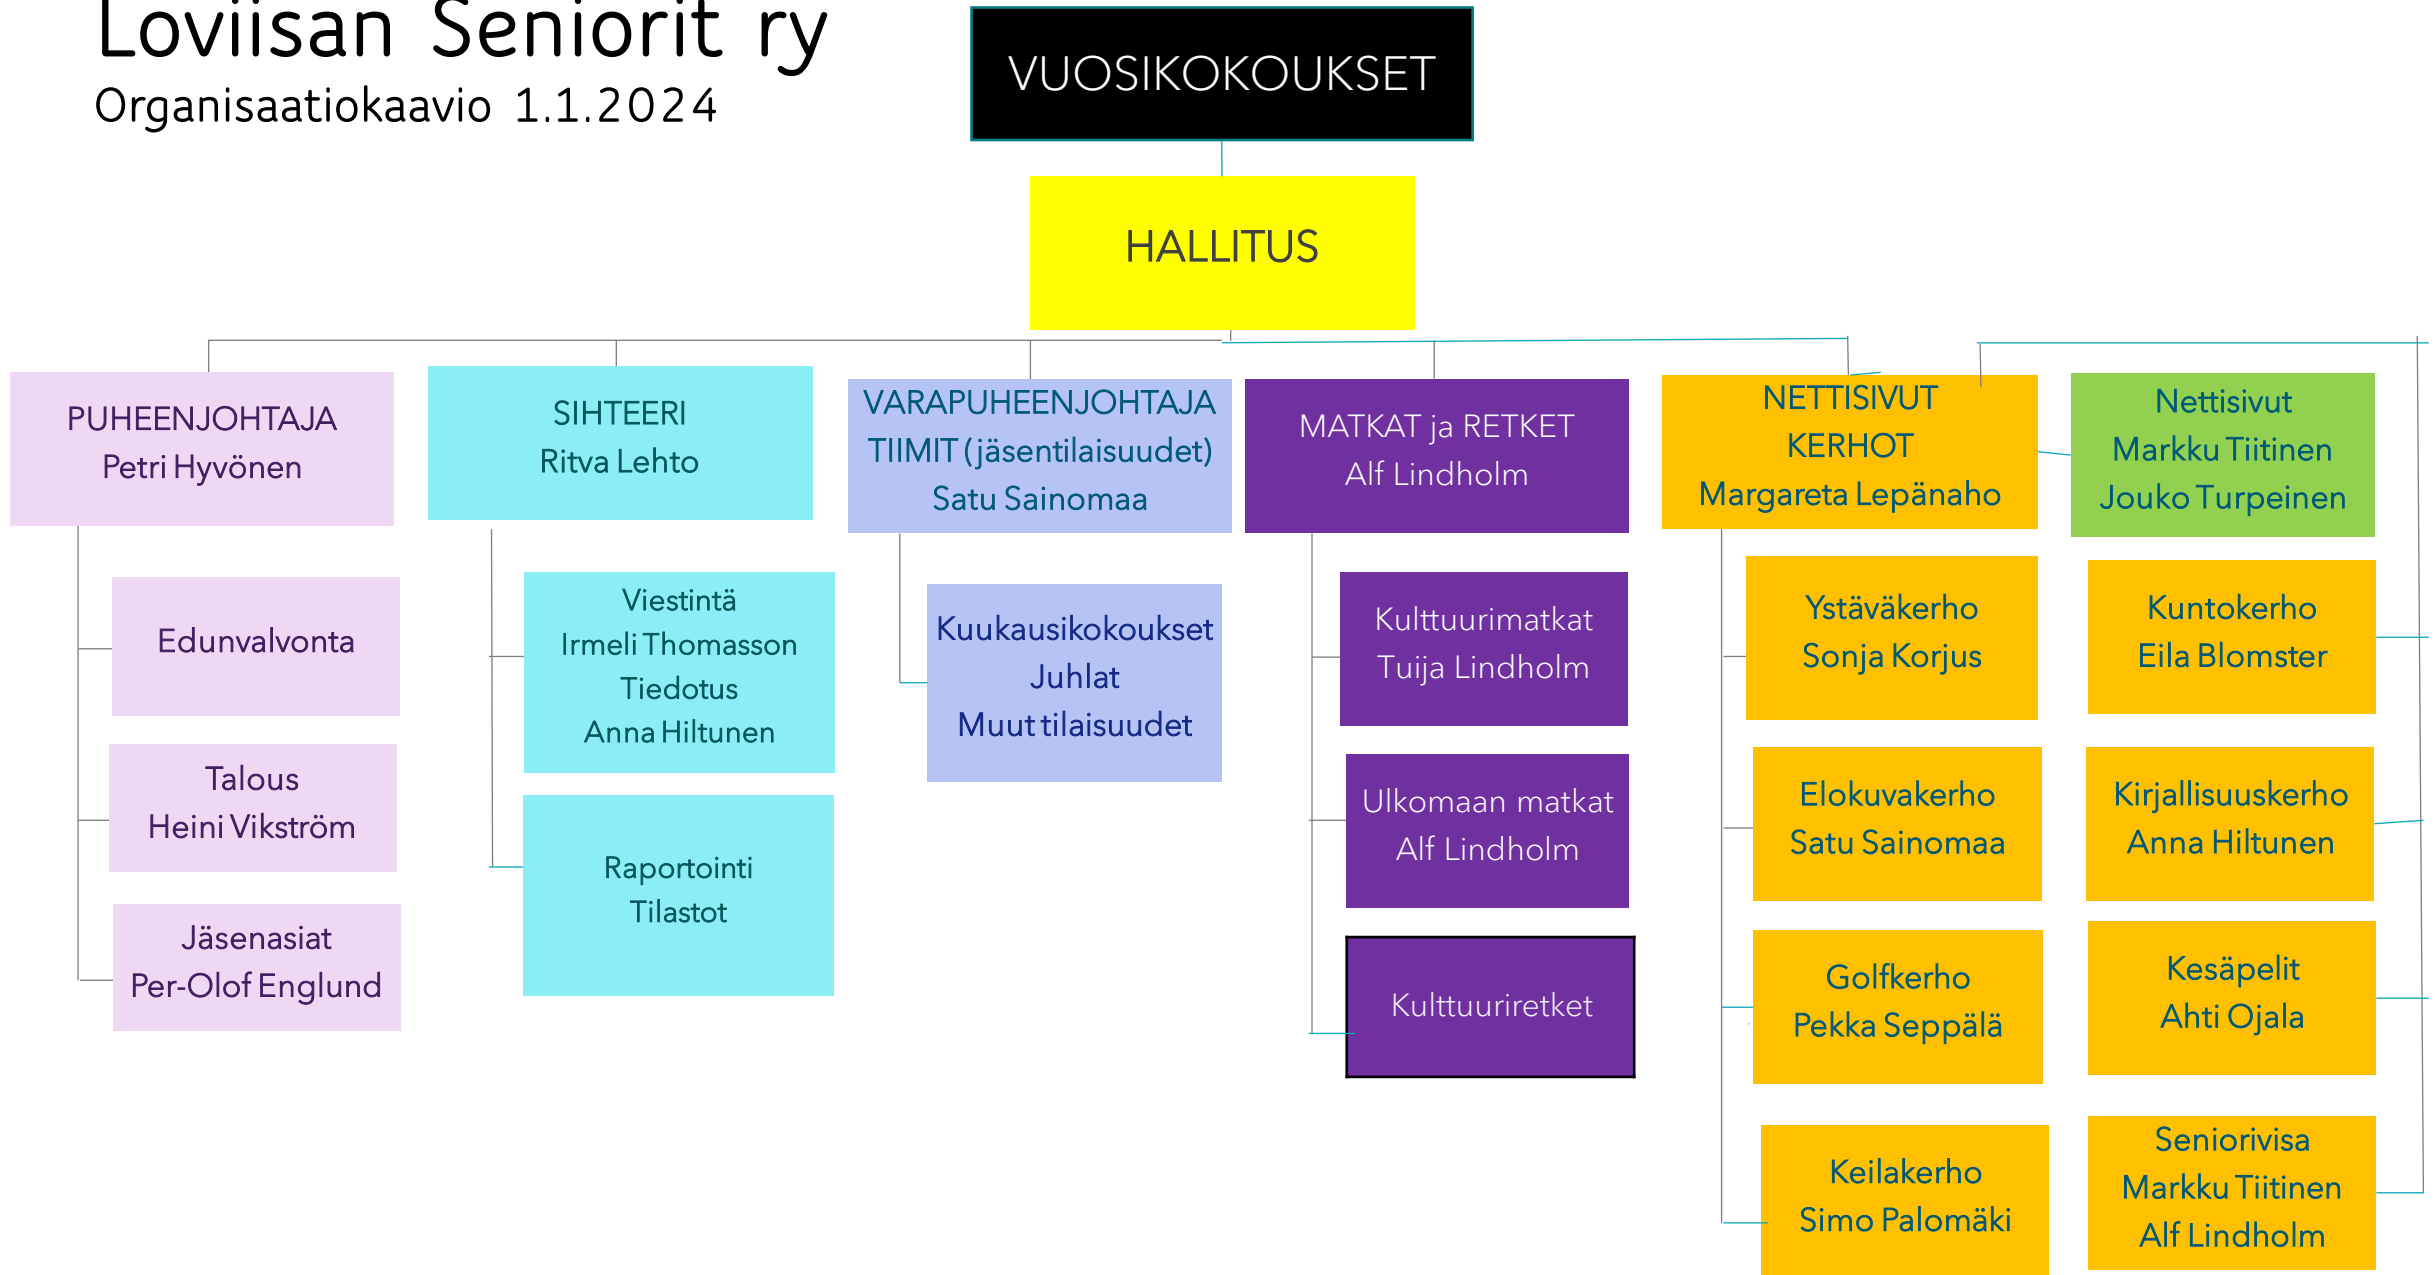 Loviisan Seniorit ry
Organisaatiokaavio 1.1.2024
VUOSIKOKOUKSET
HALLITUS
PUHEENJOHTAJA
Petri Hyvönen
Edunvalvonta
Talous
Heini Vikström
Jäsenasiat
Per-Olof Englund
SIHTEERI
Ritva Lehto
Viestintä
Irmeli Thomasson
Tiedotus
Anna Hiltunen
Raportointi
Tilastot
VARAPUHEENJOHTAJA
TIIMIT (jäsentilaisuudet)
Satu Sainomaa
Kuukausikokoukset
Juhlat
Muut tilaisuudet
MATKAT ja RETKET
Alf Lindholm
Kulttuurimatkat
Tuija Lindholm
Ulkomaan matkat
Alf Lindholm
Kulttuuriretket
NETTISIVUT
KERHOT
Margareta Lepänaho
Ystäväkerho
Sonja Korjus
Elokuvakerho
Satu Sainomaa
Golfkerho
Pekka Seppälä
Keilakerho
Simo Palomäki
Nettisivut
Markku Tiitinen
Jouko Turpeinen
Kuntokerho
Eila Blomster
Kirjallisuuskerho
Anna Hiltunen
Kesäpelit
Ahti Ojala
Seniorivisa
Markku Tiitinen
Alf Lindholm